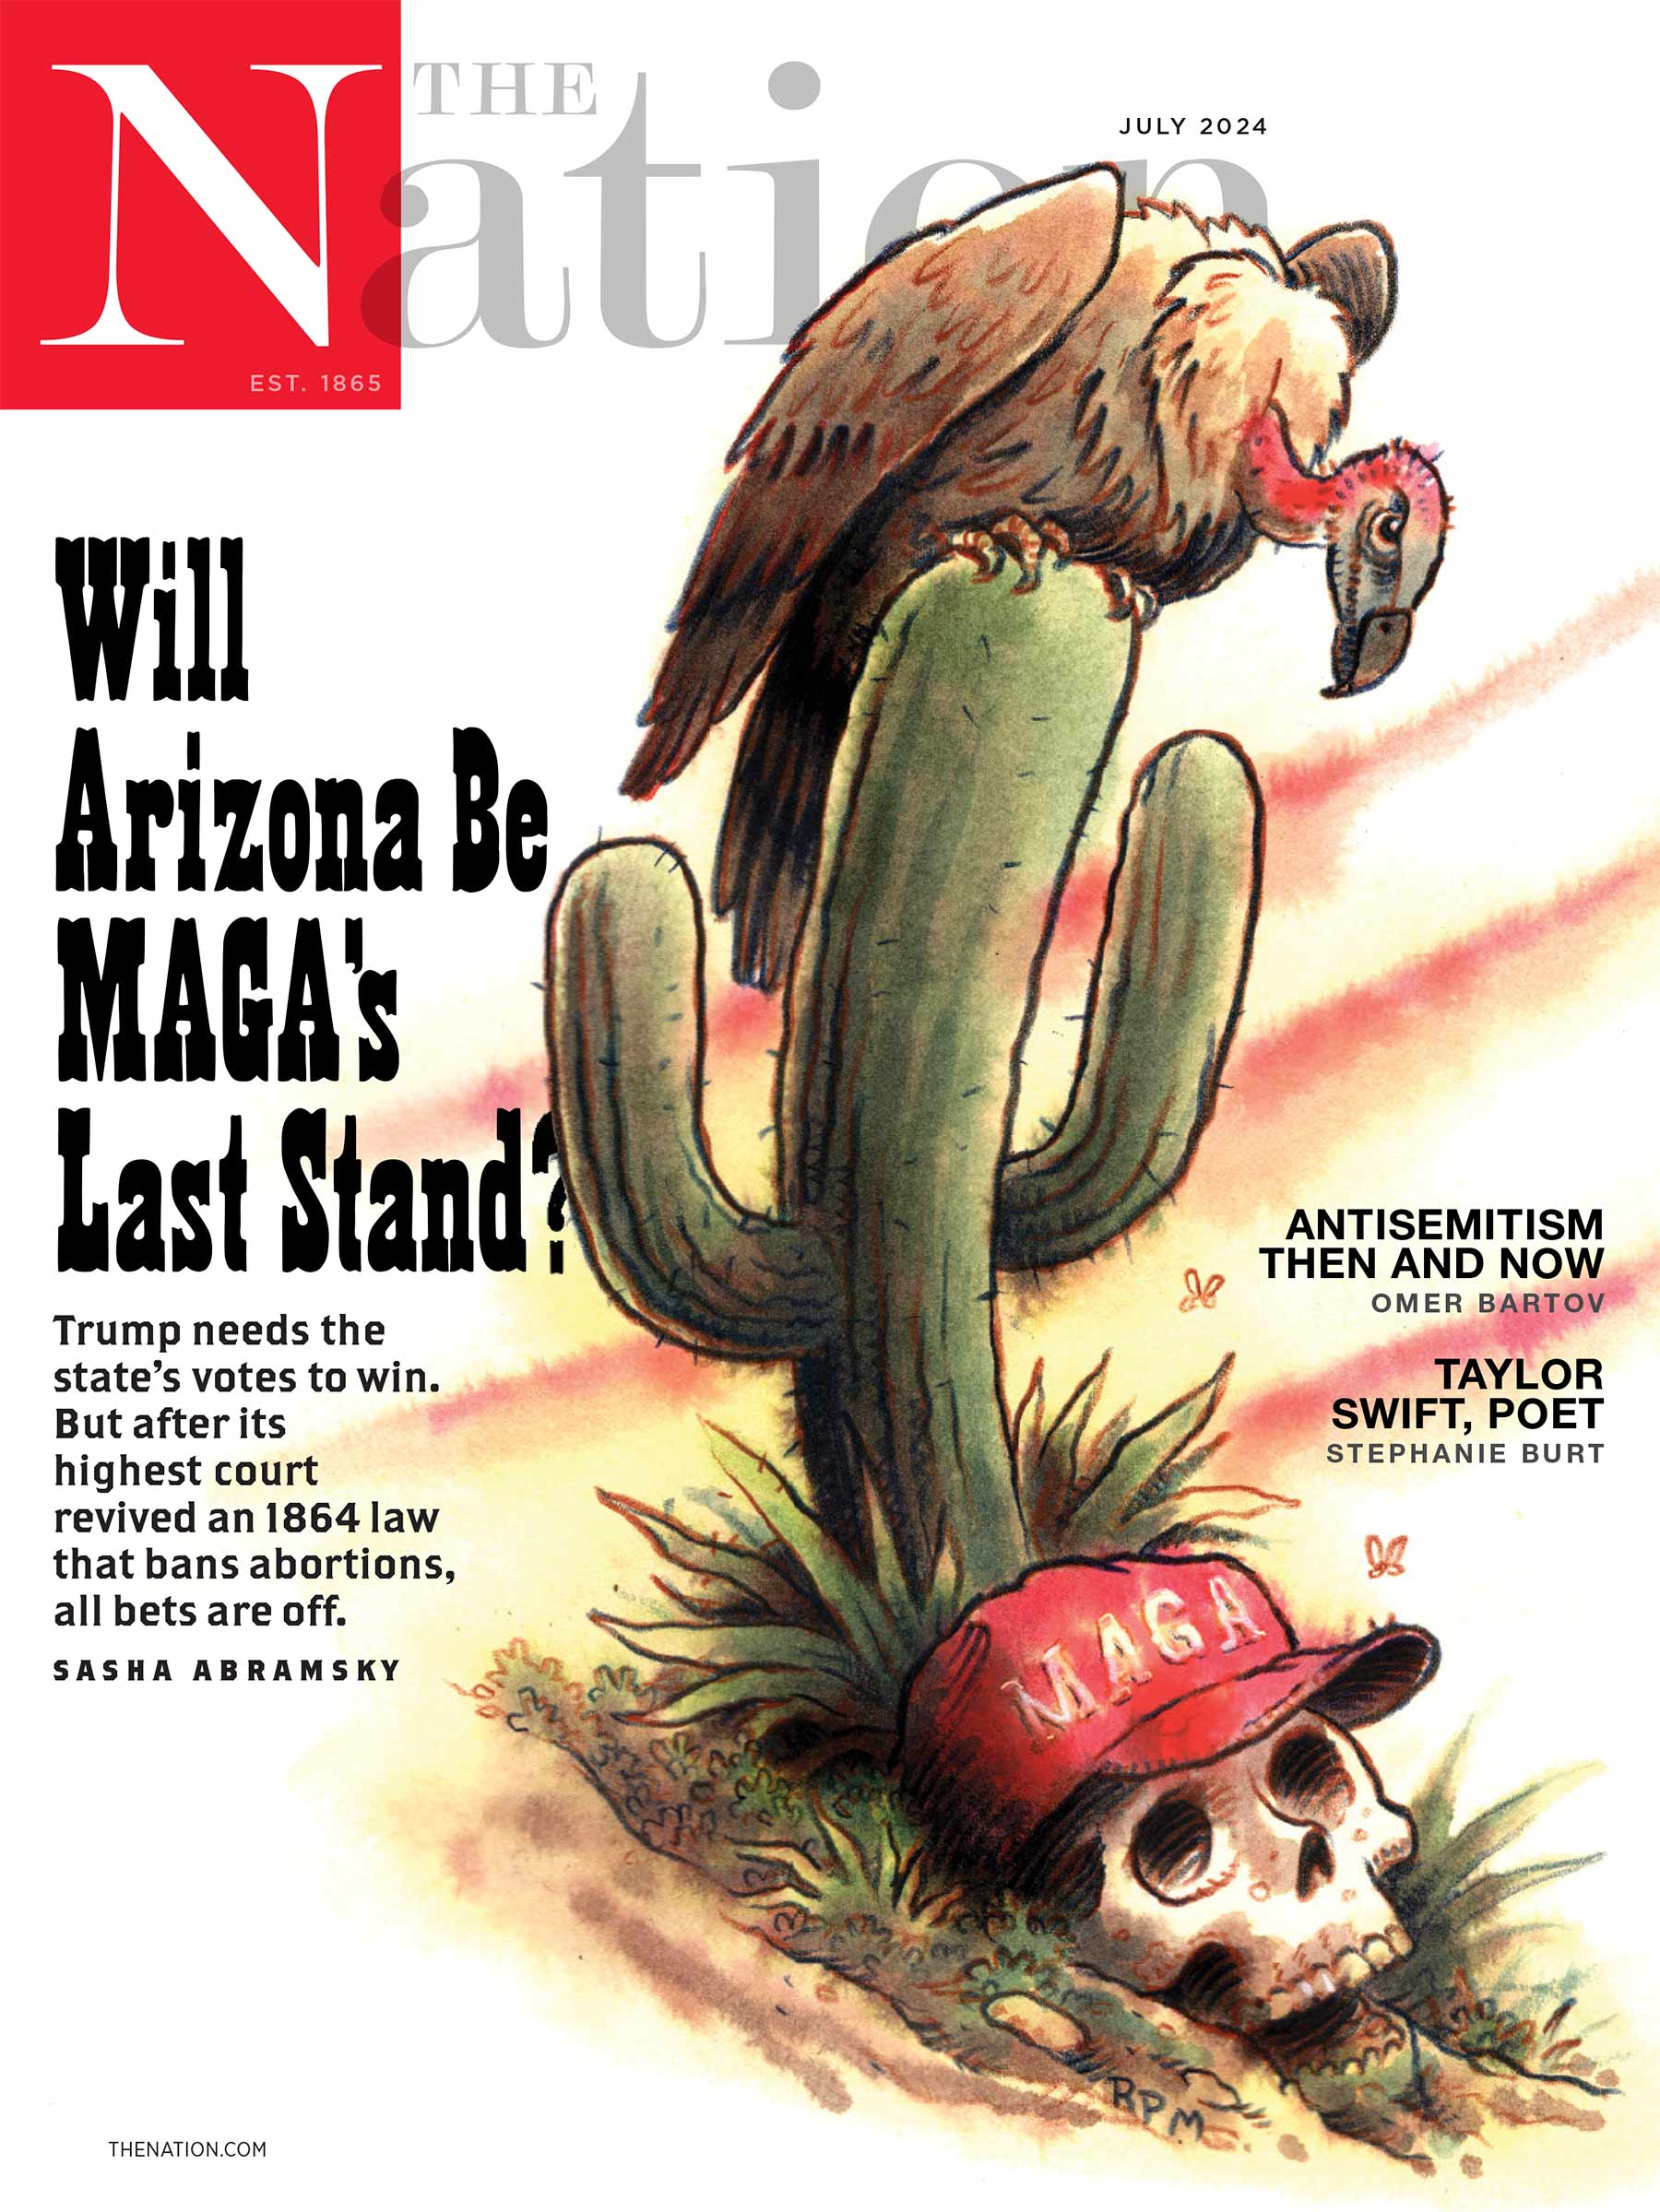 THE
Nation
EST. 1865
JULY 2024
Will
Arizona Be
MAGA's
Last Stand?
Trump needs the
state's votes to win.
But after its
highest court
revived an 1864 law
that bans abortions,
all bets are off.
SASHA ABRAMSKY
ANTISEMITISM
THEN AND NOW
OMER BARTOV
TAYLOR
SWIFT, POET
STEPHANIE BURT
MAGA
RPM
THENATION.COM